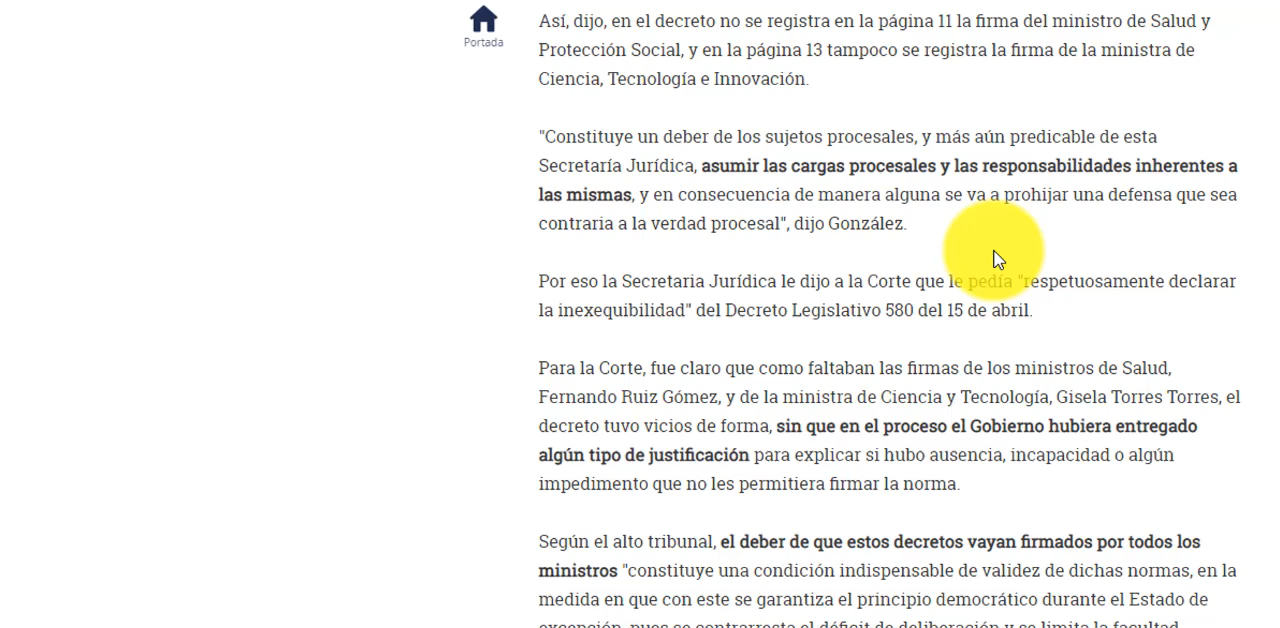 Portada
Así, dijo, en el decreto no se registra en la página 11 la firma del ministro de Salud y
Protección Social, y en la página 13 tampoco se registra la firma de la ministra de
Ciencia, Tecnología e Innovación.
"Constituye un deber de los sujetos procesales, y más aún predicable de esta
Secretaría Jurídica, asumir las cargas procesales y las responsabilidades inherentes a
las mismas, y en consecuencia de manera alguna se va a prohijar una defensa que sea
contraria a la verdad procesal", dijo González.
Por eso la Secretaria Jurídica le dijo a la Corte que le pedía "respetuosamente declarar
la inexequibilidad" del Decreto Legislativo 580 del 15 de abril.
Para la Corte, fue claro que como faltaban las firmas de los ministros de Salud,
Fernando Ruiz Gómez, y de la ministra de Ciencia y Tecnología, Gisela Torres Torres, el
decreto tuvo vicios de forma, sin que en el proceso el Gobierno hubiera entregado
algún tipo de justificación para explicar si hubo ausencia, incapacidad o algún
impedimento que no les permitiera firmar la norma.
Según el alto tribunal, el deber de que estos decretos vayan firmados por todos los
ministros "constituye una condición indispensable de validez de dichas normas, en la
medida en que con este se garantiza el principio democrático durante el Estado de
excepción, pues se contrarresta el déficit de deliberación y se limita la facultad